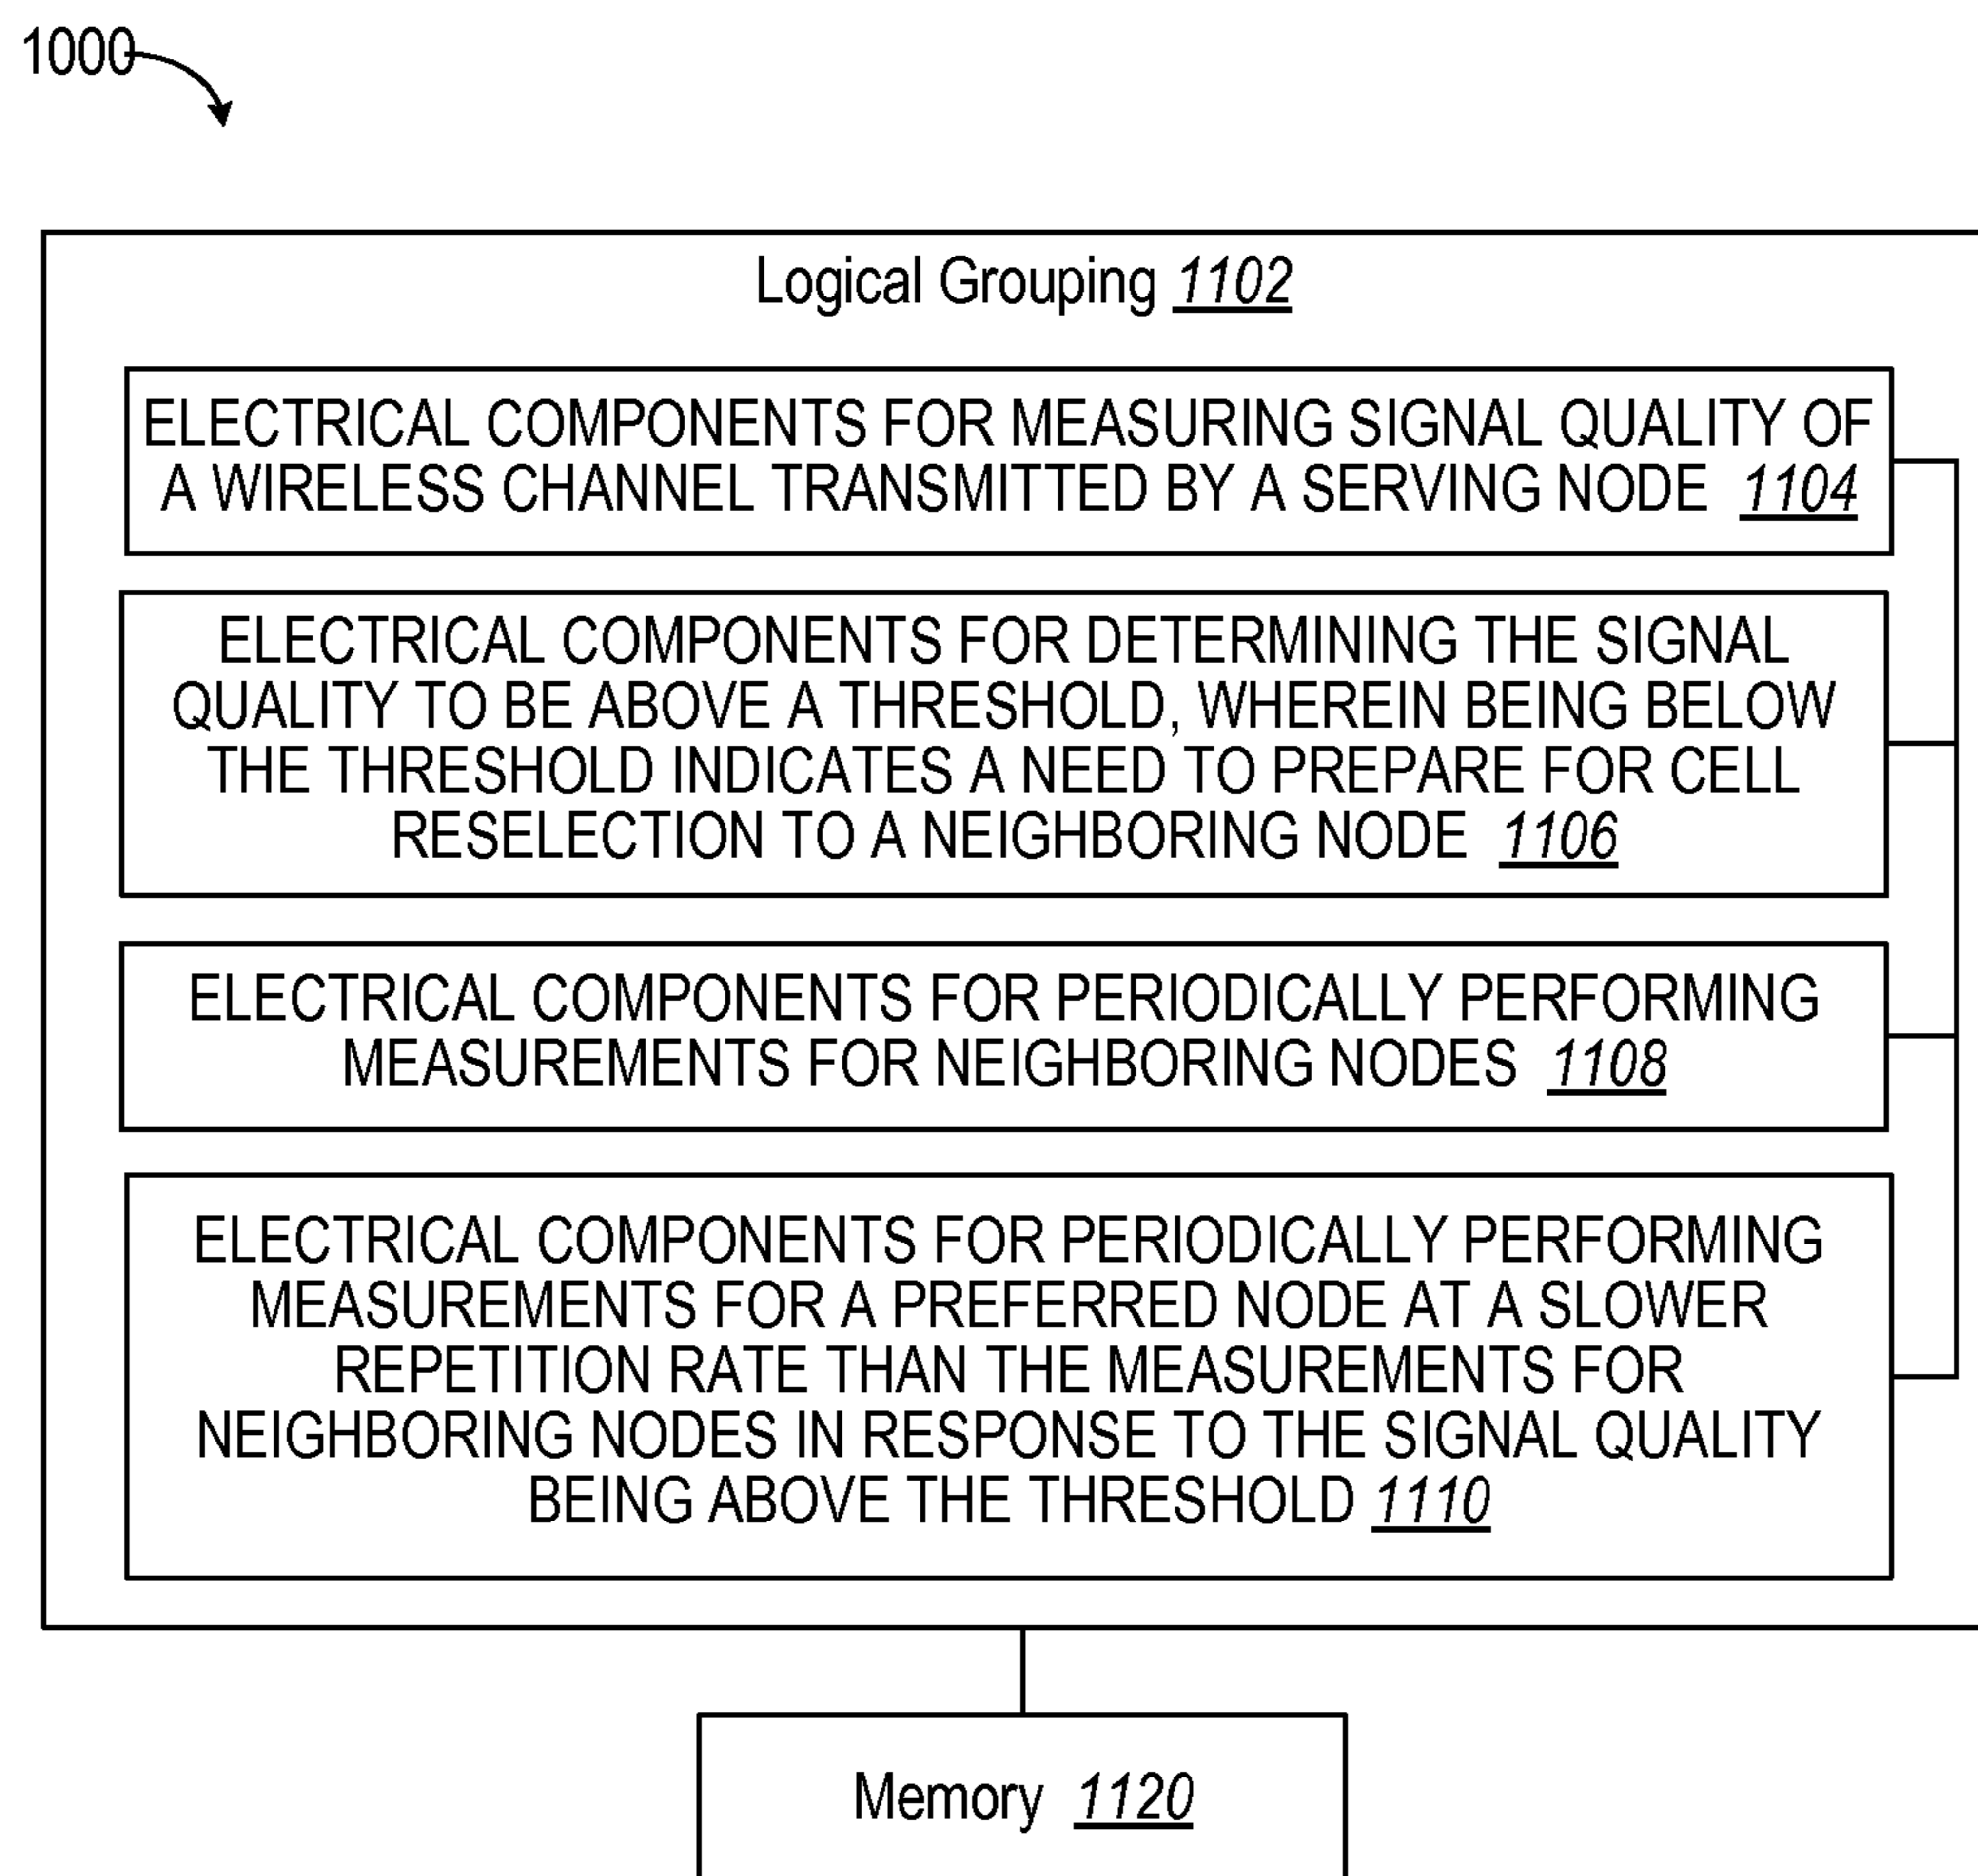 1000
Logical Grouping 1102
ELECTRICAL COMPONENTS FOR MEASURING SIGNAL QUALITY OF
A WIRELESS CHANNEL TRANSMITTED BY A SERVING NODE 1104
ELECTRICAL COMPONENTS FOR DETERMINING THE SIGNAL
QUALITY TO BE ABOVE A THRESHOLD, WHEREIN BEING BELOW
THE THRESHOLD INDICATES A NEED TO PREPARE FOR CELL
RESELECTION TO A NEIGHBORING NODE 1106
ELECTRICAL COMPONENTS FOR PERIODICALLY PERFORMING
MEASUREMENTS FOR NEIGHBORING NODES 1108
ELECTRICAL COMPONENTS FOR PERIODICALLY PERFORMING
MEASUREMENTS FOR A PREFERRED NODE AT A SLOWER
REPETITION RATE THAN THE MEASUREMENTS FOR
NEIGHBORING NODES IN RESPONSE TO THE SIGNAL QUALITY
BEING ABOVE THE THRESHOLD 1110
Memory 1120